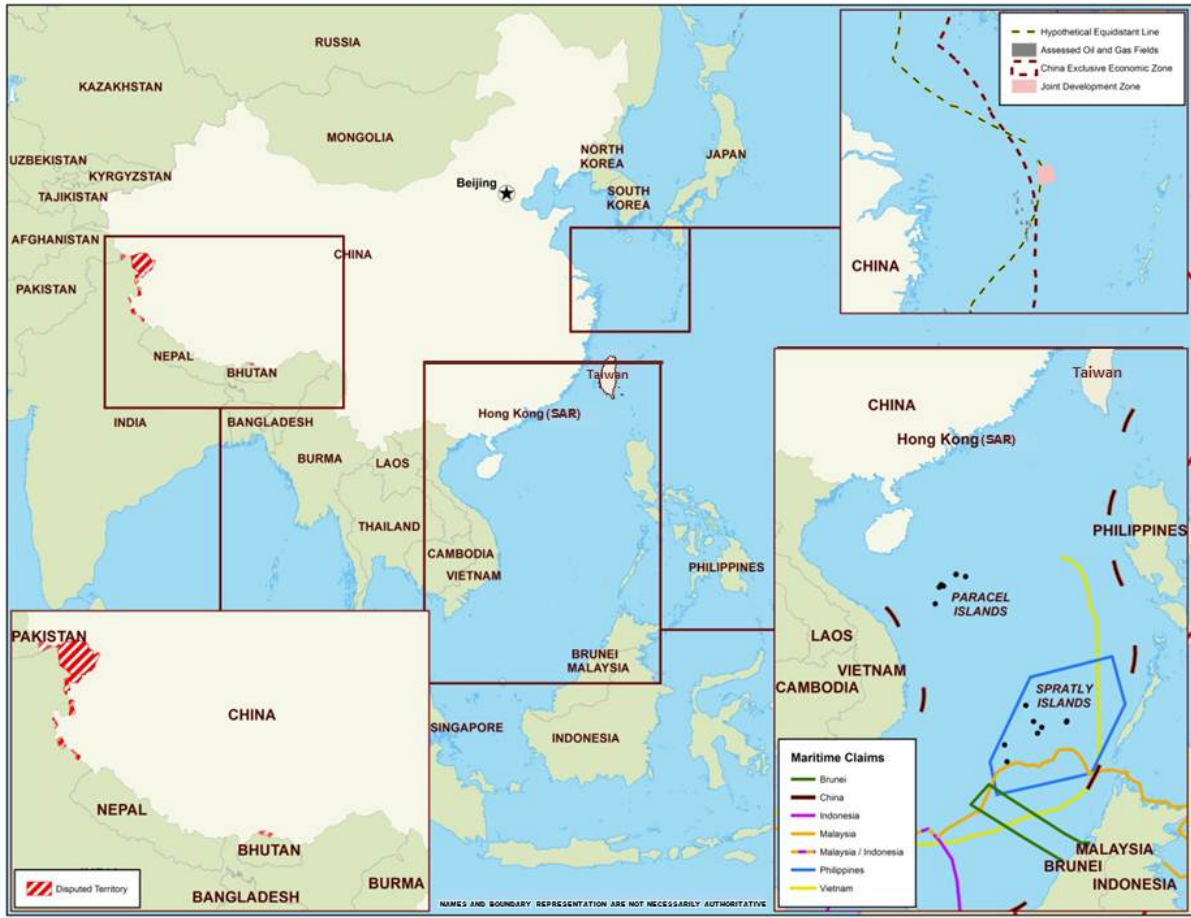 RUSSIA
KAZAKHSTAN
MONGOLIA
UZBEKISTAN
KYRGYZSTAN
TAJIKISTAN
NORTH
KOREA
JAPAN
Beijing
SOUTH
KOREA
AFGHANISTAN
CHINA
PAKISTAN
NEPAL
BHUTAN
Taiwan
INDIA
BANGLADESH
Hong Kong (SAR)
BURMA
LAOS
THAILAND
CAMBODIA
VIETNAM
PHILIPPINES
BRUNEI
MALAYSIA
SINGAPORE
INDONESIA
Hypothetical Equidistant Line
Assessed Oil and Gas Fields
China Exclusive Economic Zone
Joint Development Zone
CHINA
CHINA
Taiwan
Hong Kong (SAR)
PHILIPPINES
PARACEL
ISLANDS
LAOS
VIETNAM
CAMBODIA
SPRATLY
ISLANDS
MALAYSIA
BRUNEI
INDONESIA
Maritime Claims
Brunei
China
Indonesia
Malaysia
Malaysia / Indonesia
Philippines
Vietnam
PAKISTAN
CHINA
NEPAL
BHUTAN
BURMA
BANGLADESH
Disputed Territory
NAMES AND BOUNDARY REPRESENTATION ARE NOT NECESSARILY AUTHORITATIVE